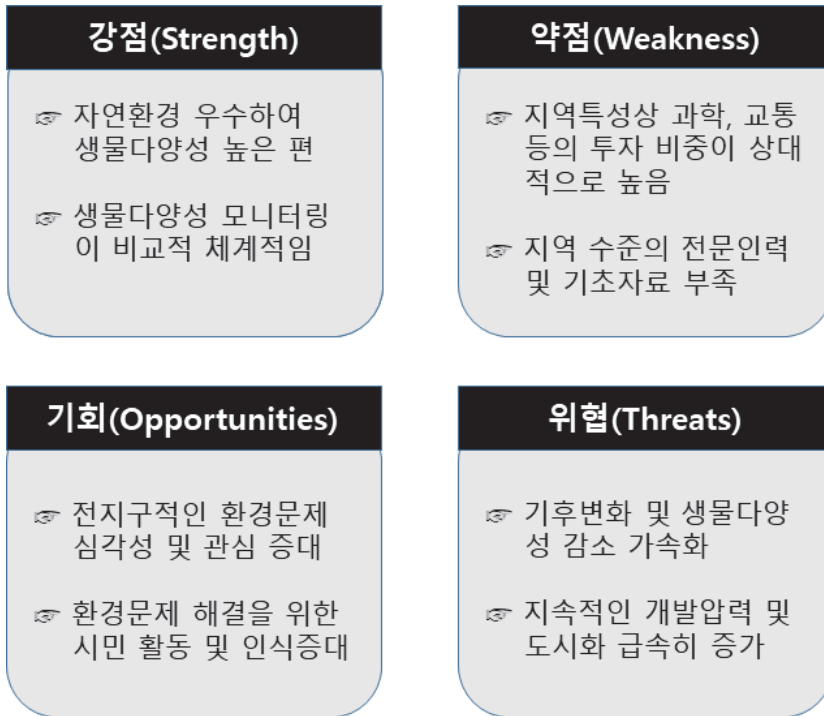 강점(Strength)
☞ 자연환경 우수하여
생물다양성 높은 편
☞ 생물다양성 모니터링
이 비교적 체계적임
약점(Weakness)
☞ 지역특성상 과학, 교통
등의 투자 비중이 상대
적으로 높음
☞ 지역 수준의 전문인력
및 기초자료 부족
기회(Opportunities)
☞ 전지구적인 환경문제
심각성 및 관심 증대
☞ 환경문제 해결을 위한
시민 활동 및 인식증대
위협(Threats)
☞ 기후변화 및 생물다양
성 감소 가속화
☞ 지속적인 개발압력 및
도시화 급속히 증가